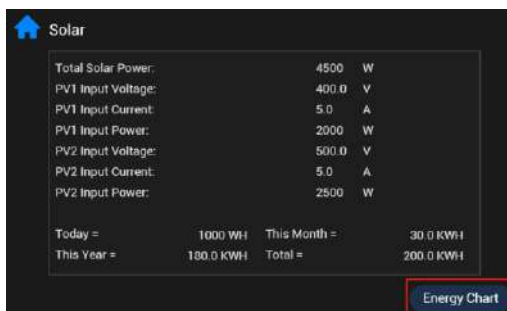 Solar
Total Solar Power: 4500 W
PV1 Input Voltage: 400.0 V
PV1 Input Current: 5.0 A
PV1 Input Power: 2000 W
PV2 Input Voltage: 500.0 V
PV2 Input Current: 5.0 A
PV2 Input Power: 2500 W
Today = 1000 WH This Month = 30.0 KWH
This Year = 180.0 KWH Total = 200.0 KWH
Energy Chart